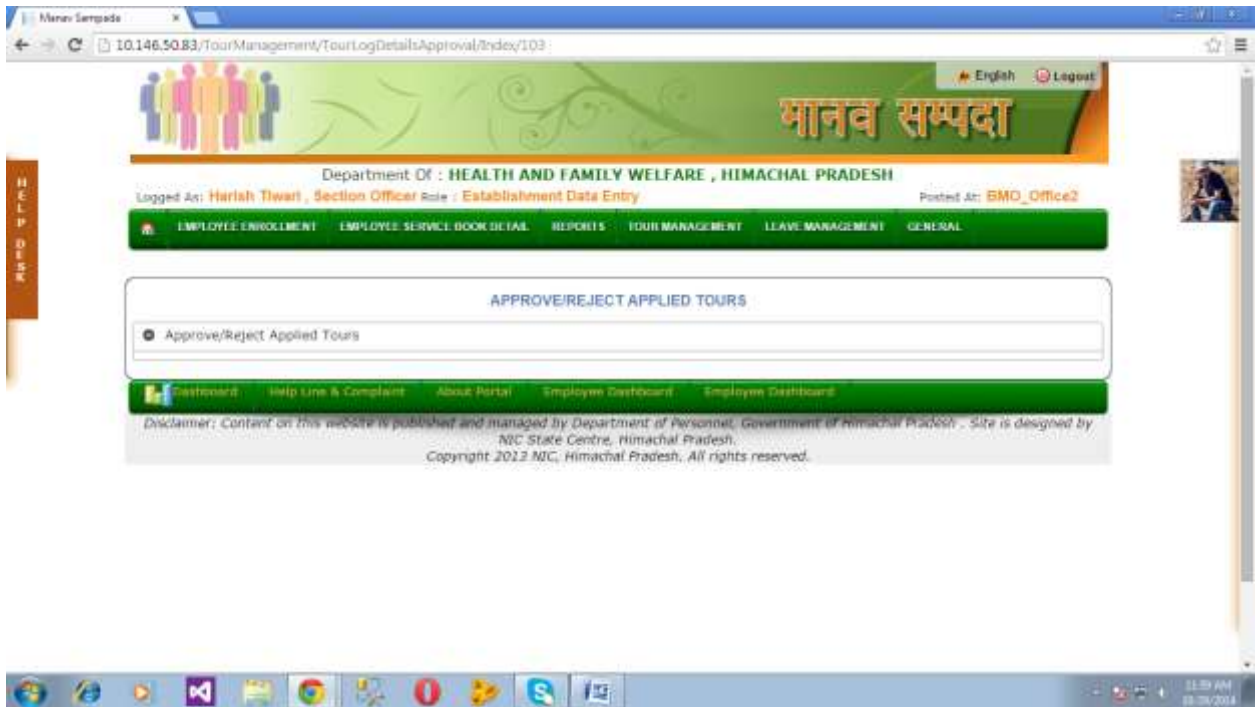 Manav Sampada
10.146.50.83/TourManagement/TourLogDetailsApproval/Index/103
English Logout
मानव सम्पदा
Department Of : HEALTH AND FAMILY WELFARE , HIMACHAL PRADESH
Logged As: Harish Tiwari , Section Officer Role : Establishment Data Entry Posted At: BMO_Office2
HELP DESK
EMPLOYEE ENROLLMENT EMPLOYEE SERVICE BOOK DETAIL REPORTS TOUR MANAGEMENT LEAVE MANAGEMENT GENERAL
APPROVE/REJECT APPLIED TOURS
Approve/Reject Applied Tours
Dashboard Help Line & Complaint About Portal Employee Dashboard Employee Dashboard
Disclaimer: Content on this website is published and managed by Department of Personnel, Government of Himachal Pradesh . Site is designed by
NIC State Centre, Himachal Pradesh.
Copyright 2013 NIC, Himachal Pradesh. All rights reserved.